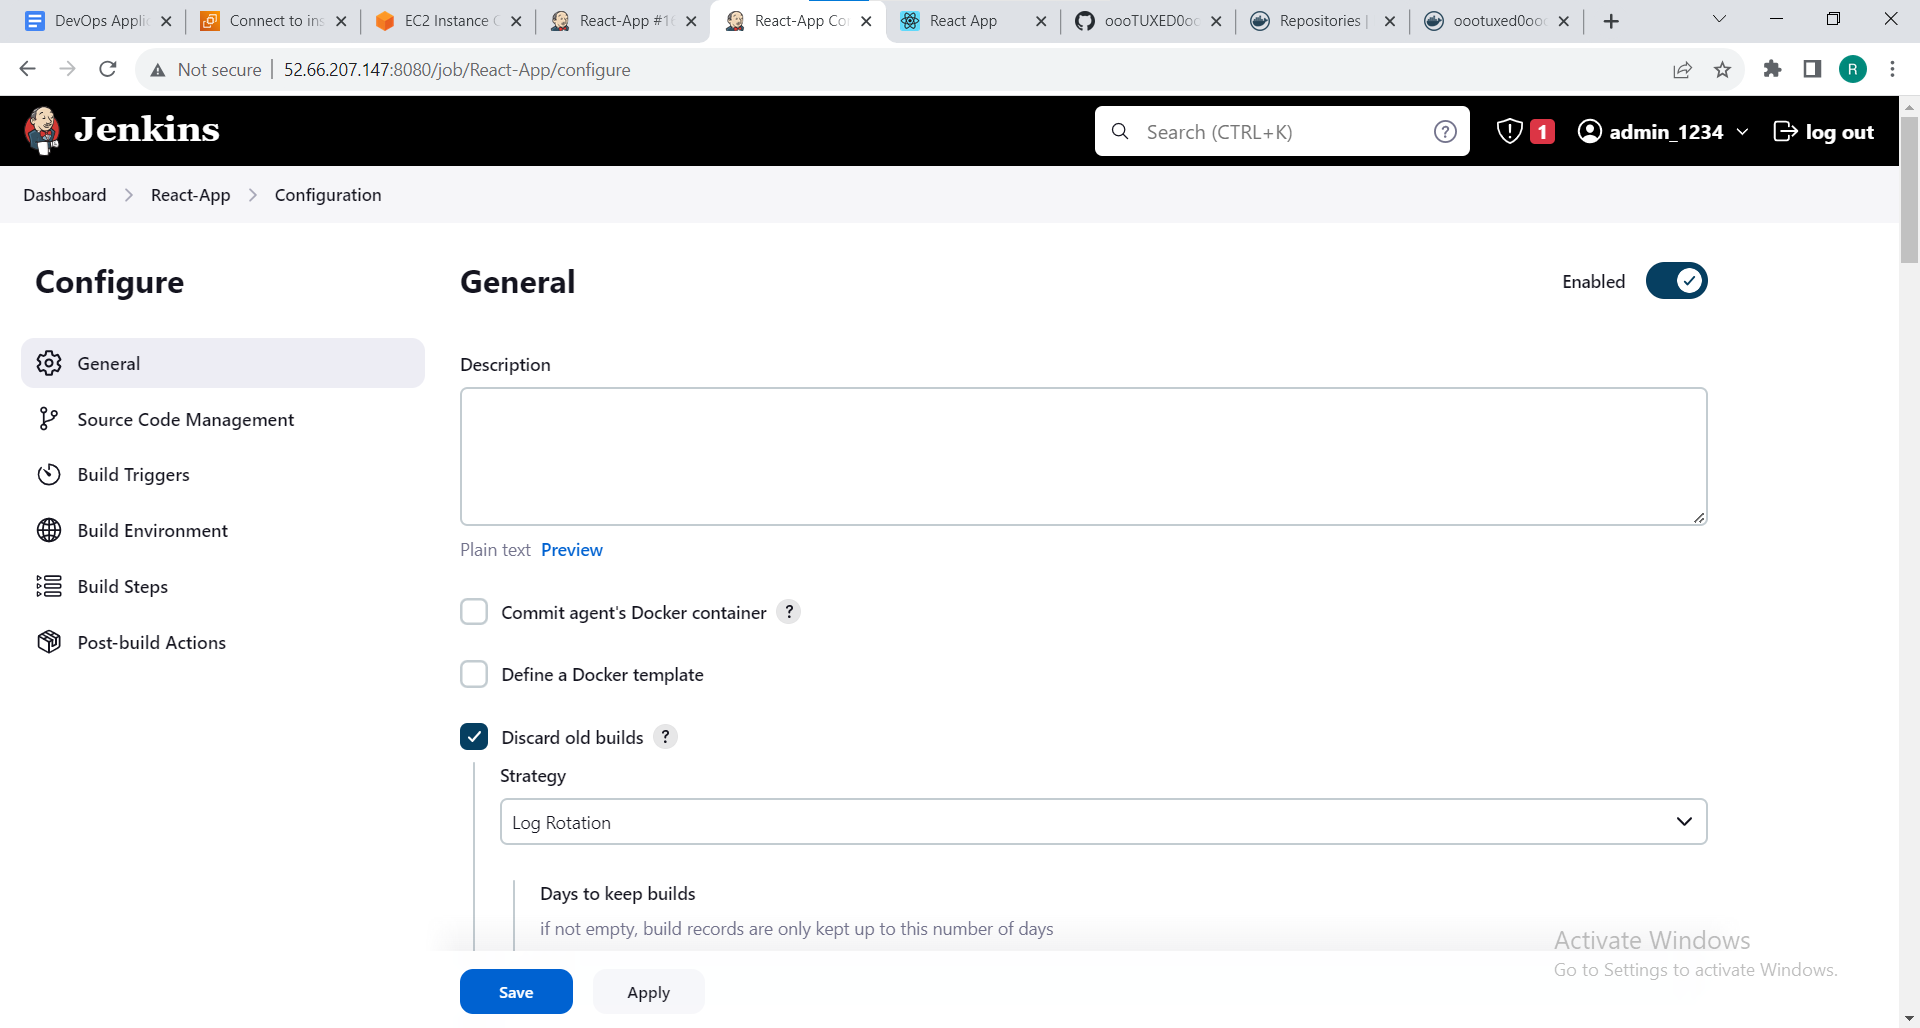 DevOps Applic
Connect to ins
EC2 Instance C
React-App #16
React-App Con
React App
oooTUXED0oo
Repositories |
oootuxed0ooo
Not secure
52.66.207.147:8080/job/React-App/configure
R
Jenkins
Search (CTRL+K)
?
1
admin_1234
log out
Dashboard
React-App
Configuration
Configure
General
Enabled
General
Source Code Management
Build Triggers
Build Environment
Build Steps
Post-build Actions
Description
Plain text Preview
Commit agent's Docker container ?
Define a Docker template
Discard old builds ?
Strategy
Log Rotation
Days to keep builds
if not empty, build records are only kept up to this number of days
Save
Apply
Activate Windows
Go to Settings to activate Windows.